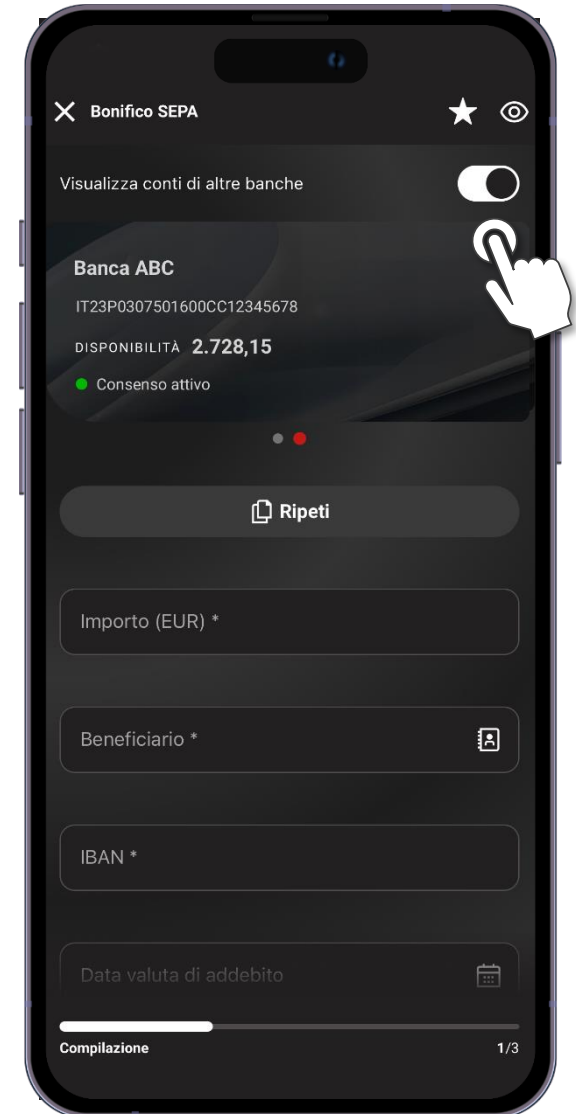 Bonifico SEPA
Visualizza conti di altre banche
Banca ABC
IT23P0307501600CC12345678
DISPONIBILITÀ 2.728,15
Consenso attivo
Ripeti
Importo (EUR) *
Beneficiario *
IBAN *
Data valuta di addebito
Compilazione 1/3